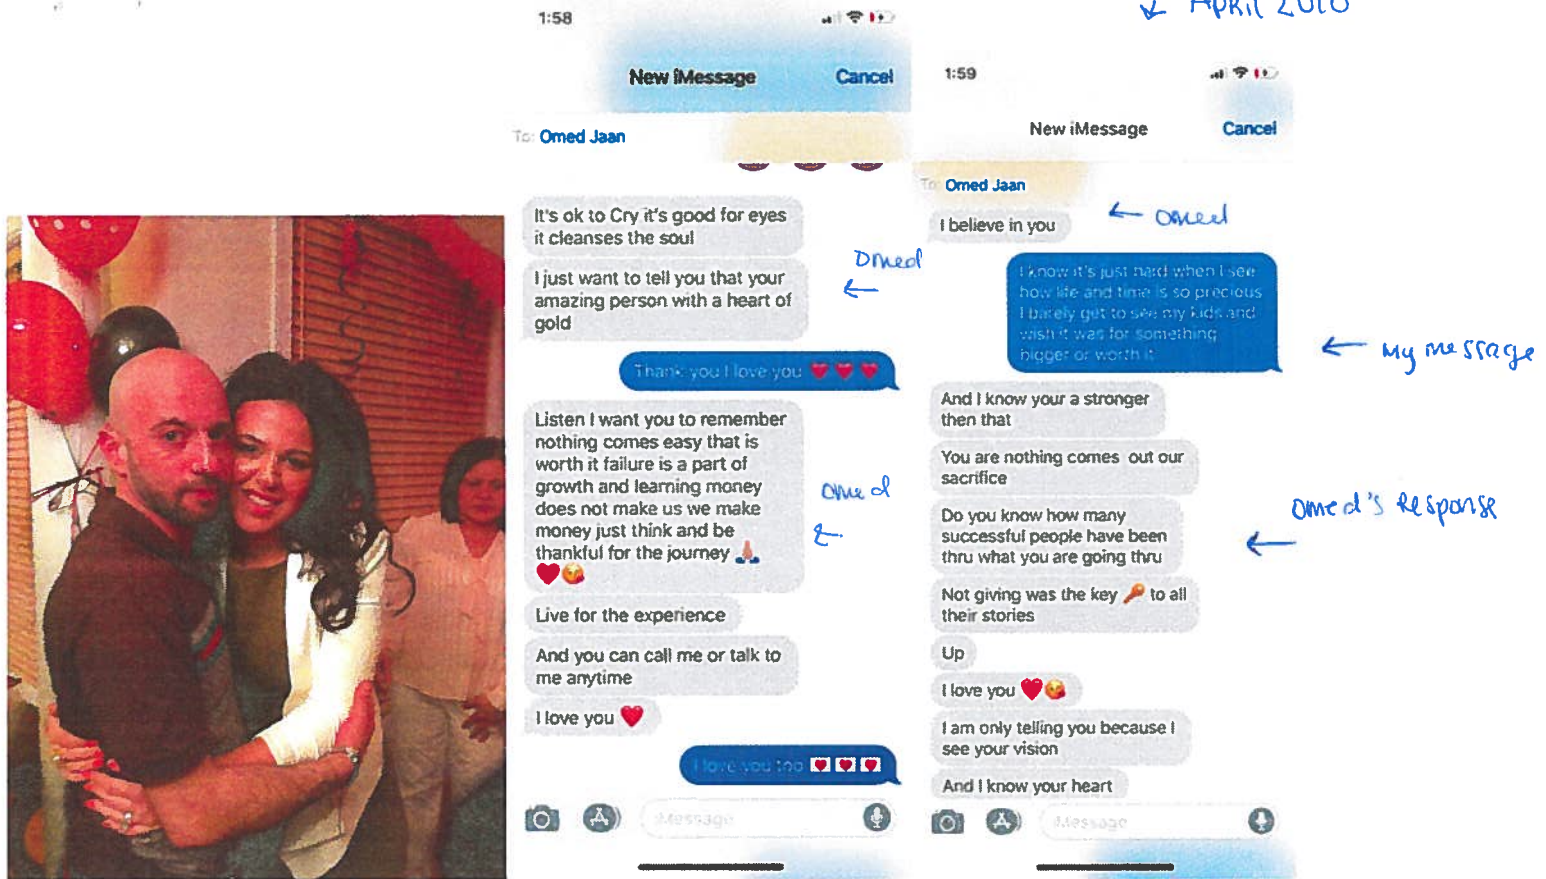 April 2018
1:58
New iMessage
Cancel
To: Omed Jaan
It's ok to Cry it's good for eyes
it cleanses the soul
I just want to tell you that your
amazing person with a heart of
gold
Omed
Thank you I love you ❤️ ❤️ ❤️
Listen I want you to remember
nothing comes easy that is
worth it failure is a part of
growth and learning money
does not make us we make
money just think and be
thankful for the journey 🙏
❤️😘
Omed
Live for the experience
And you can call me or talk to
me anytime
I love you ❤️
I love you too 💟 💟 💟
iMessage
1:59
New iMessage
Cancel
To: Omed Jaan
I believe in you
Omed
I know it's just hard when I see
how life and time is so precious
I barely get to see my kids and
wish it was for something
bigger or worth it
My message
And I know your a stronger
then that
You are nothing comes out our
sacrifice
Do you know how many
successful people have been
thru what you are going thru
Omed's Response
Not giving was the key 🔑 to all
their stories
Up
I love you ❤️😘
I am only telling you because I
see your vision
And I know your heart
iMessage